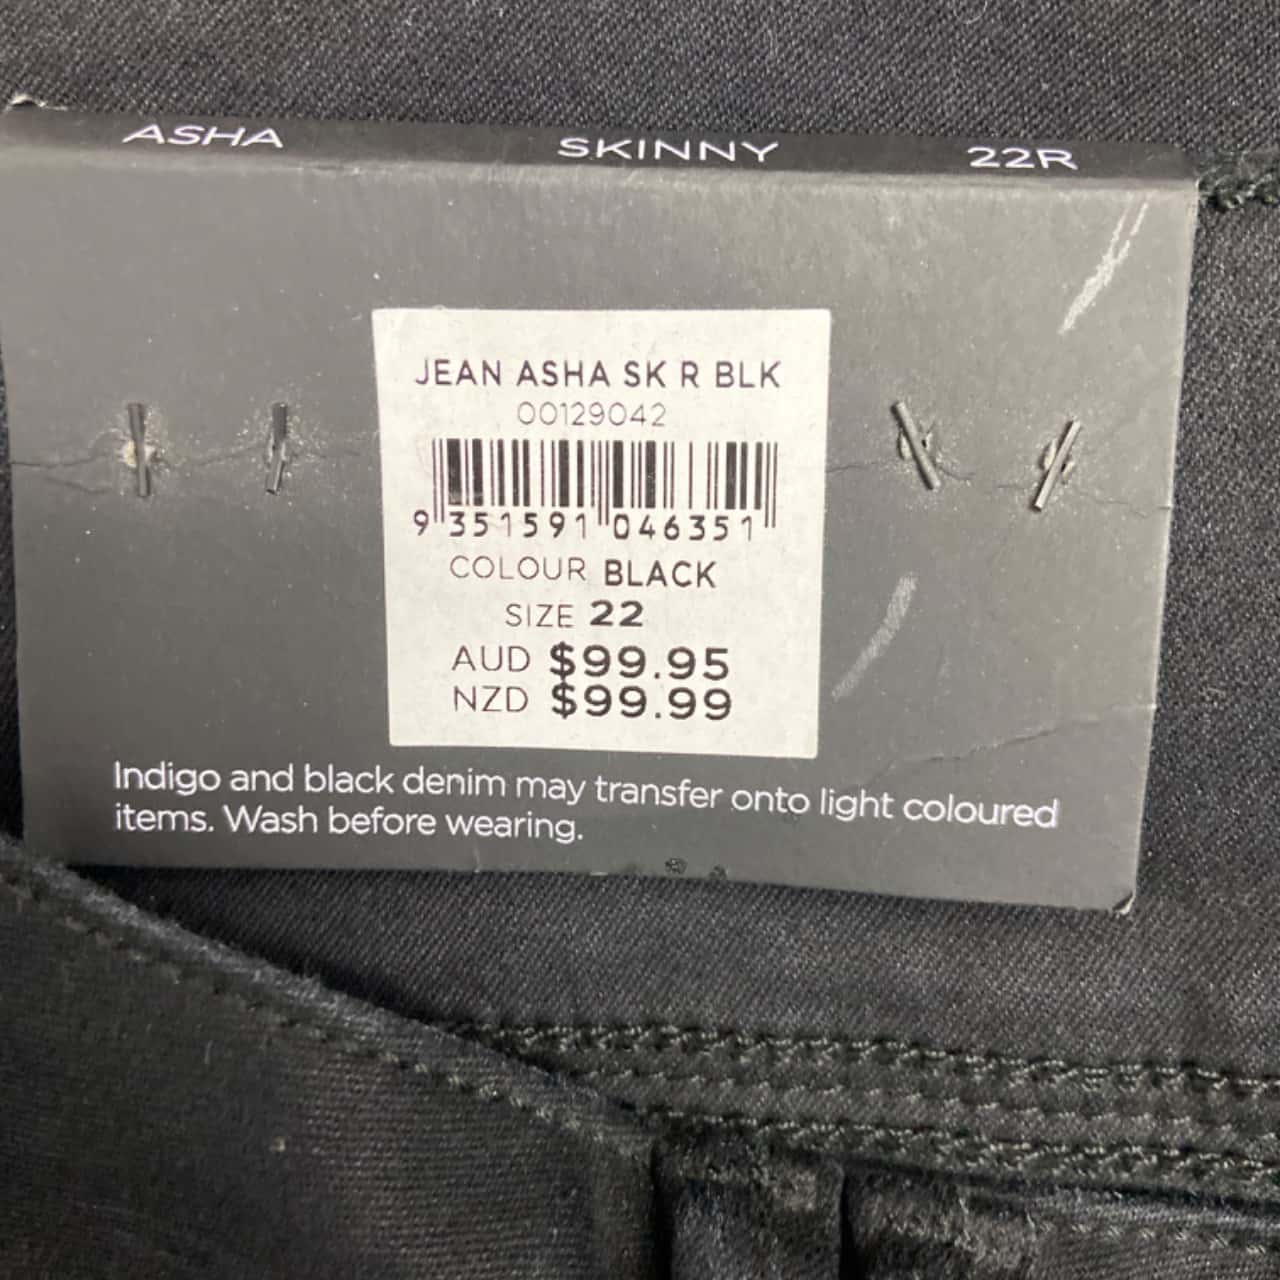 ASHA SKINNY 22R
JEAN ASHA SK R BLK
00129042
9 351591 046351
COLOUR BLACK
SIZE 22
AUD $99.95
NZD $99.99
Indigo and black denim may transfer onto light coloured
items. Wash before wearing.